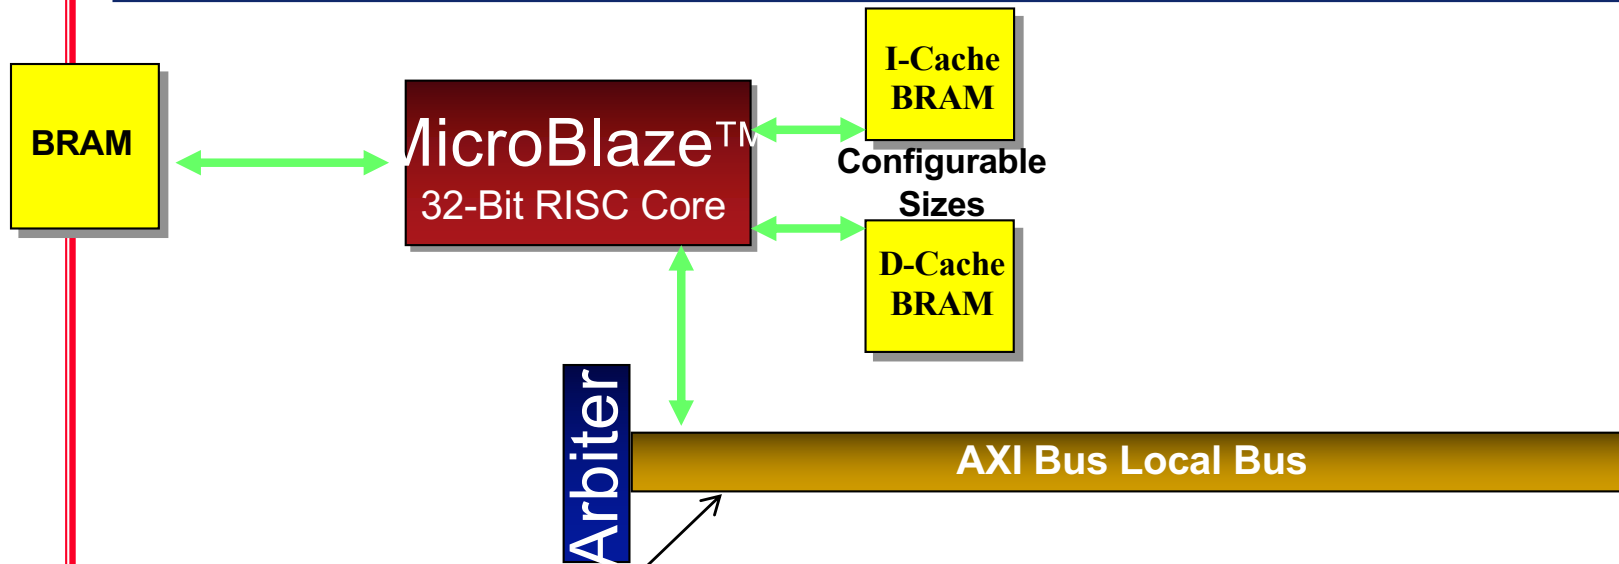 I-Cache
BRAM
BRAM
MicroBlaze™
32-Bit RISC Core
Configurable
Sizes
D-Cache
BRAM
Arbiter
AXI Bus Local Bus